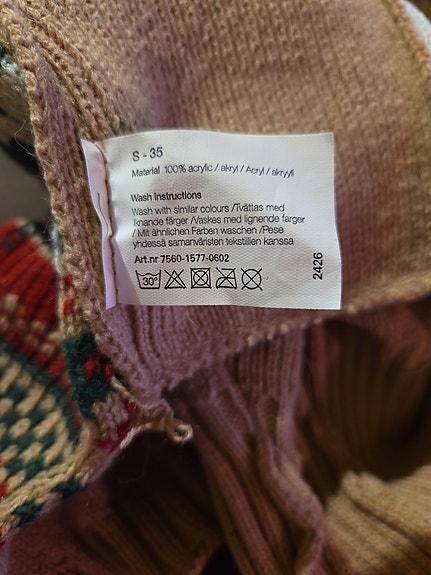 S - 35
Material 100% acrylic / akryl / Acryl / akryyli
Wash Instructions
Wash with similar colours /Tvättas med
liknande färger /Vaskes med lignende farger
/ Mit ähnlichen Farben waschen /Pese
yhdessä samanväristen tekstiilien kanssa
Art.nr 7560-1577-0602
30°
2426